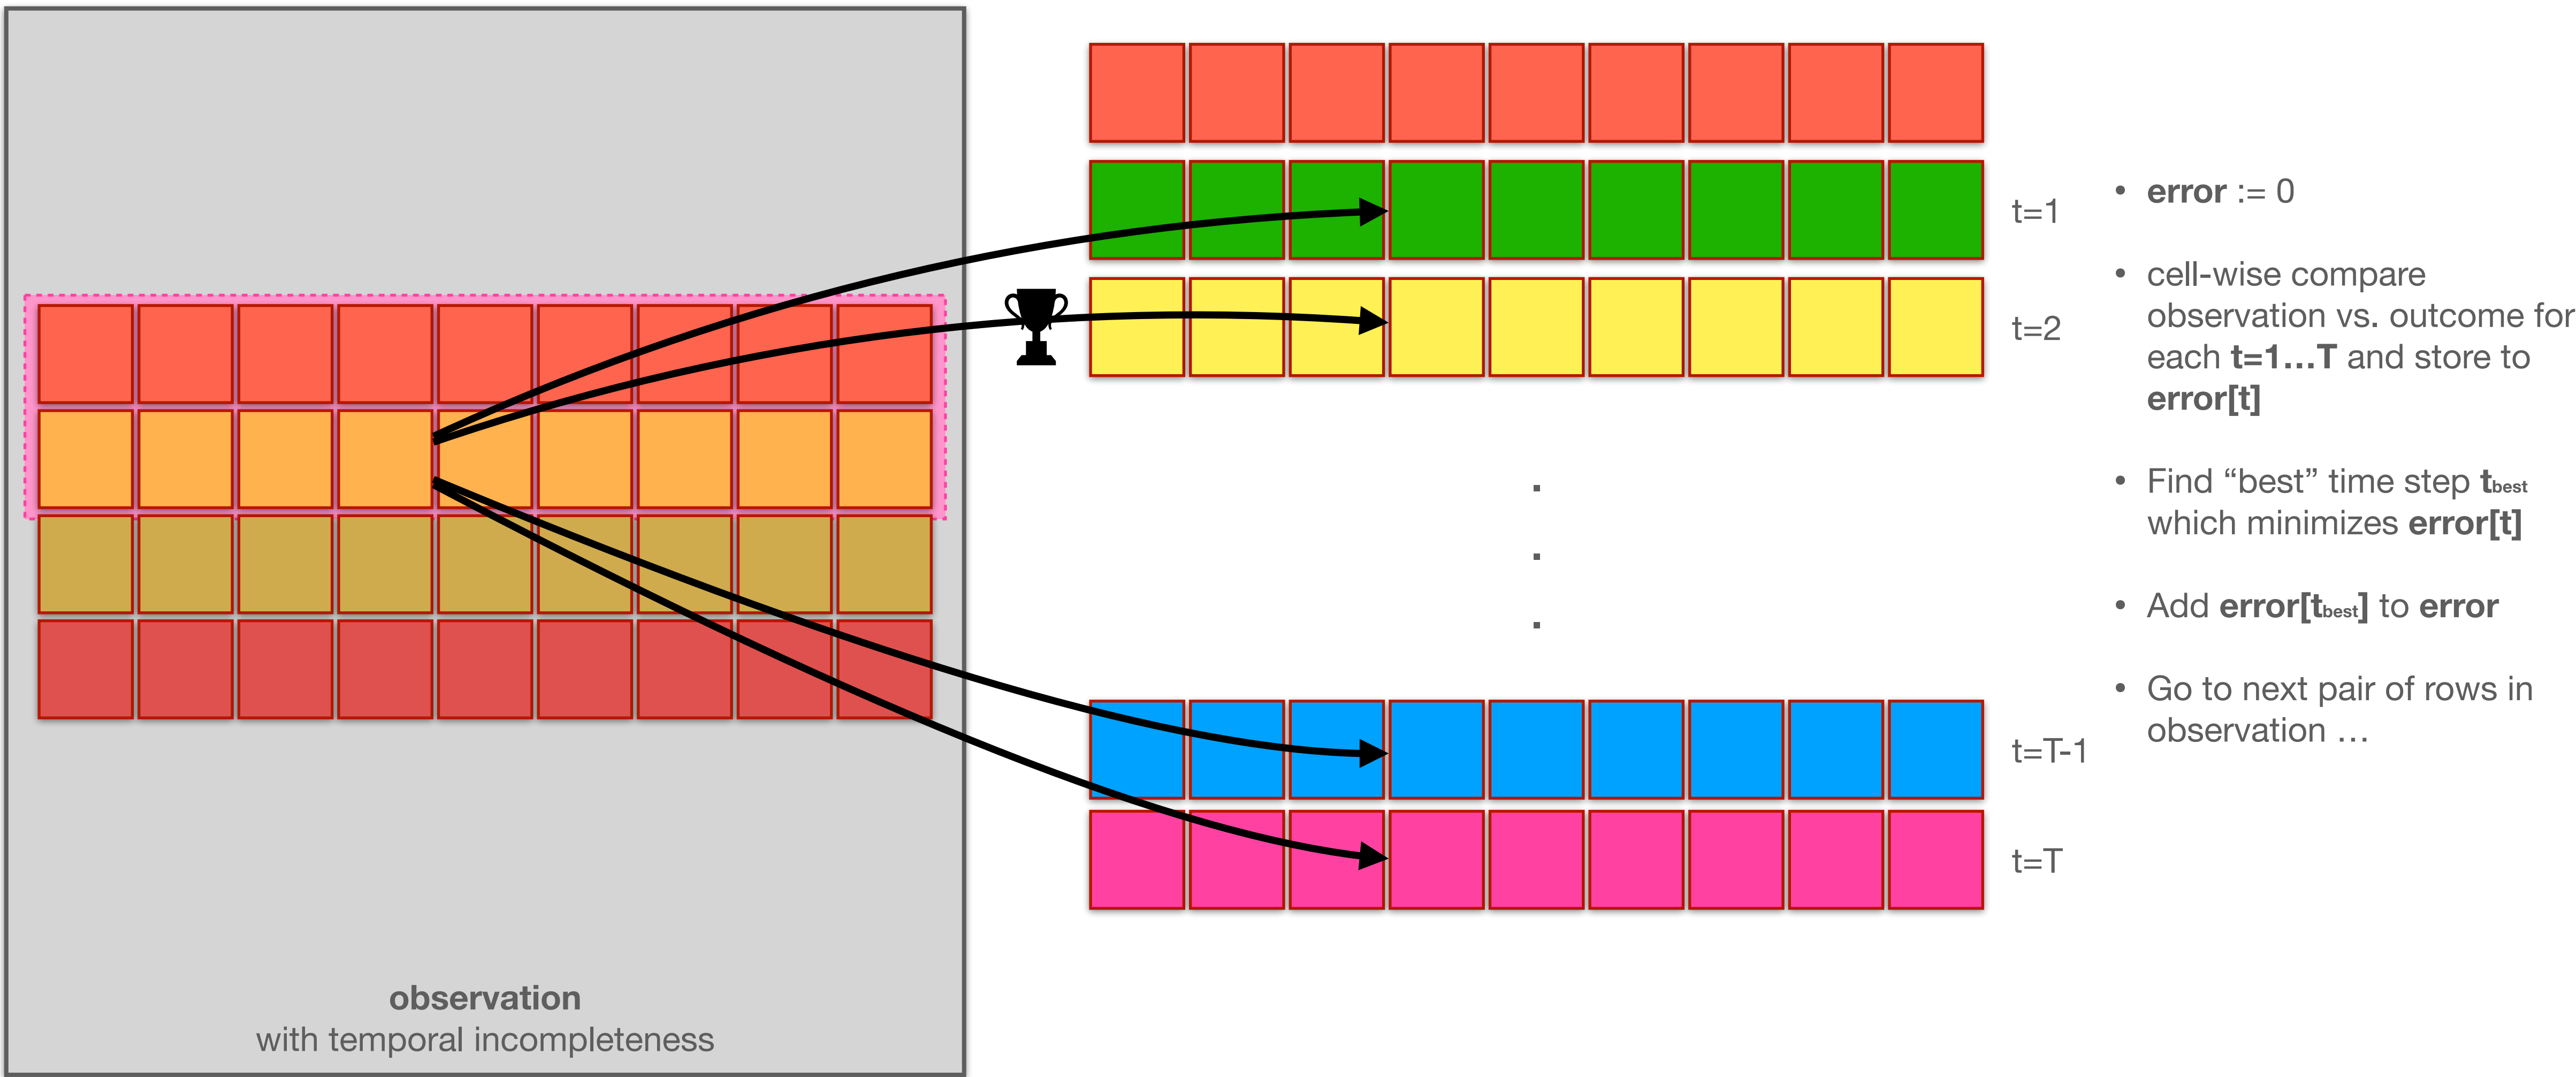 t=1
t=2
t=T-1
t=T
• error := 0
• cell-wise compare
observation vs. outcome for
each t=1...T and store to
error[t]
• Find “best” time step tbest
which minimizes error[t]
• Add error[tbest] to error
• Go to next pair of rows in
observation …
observation
with temporal incompleteness